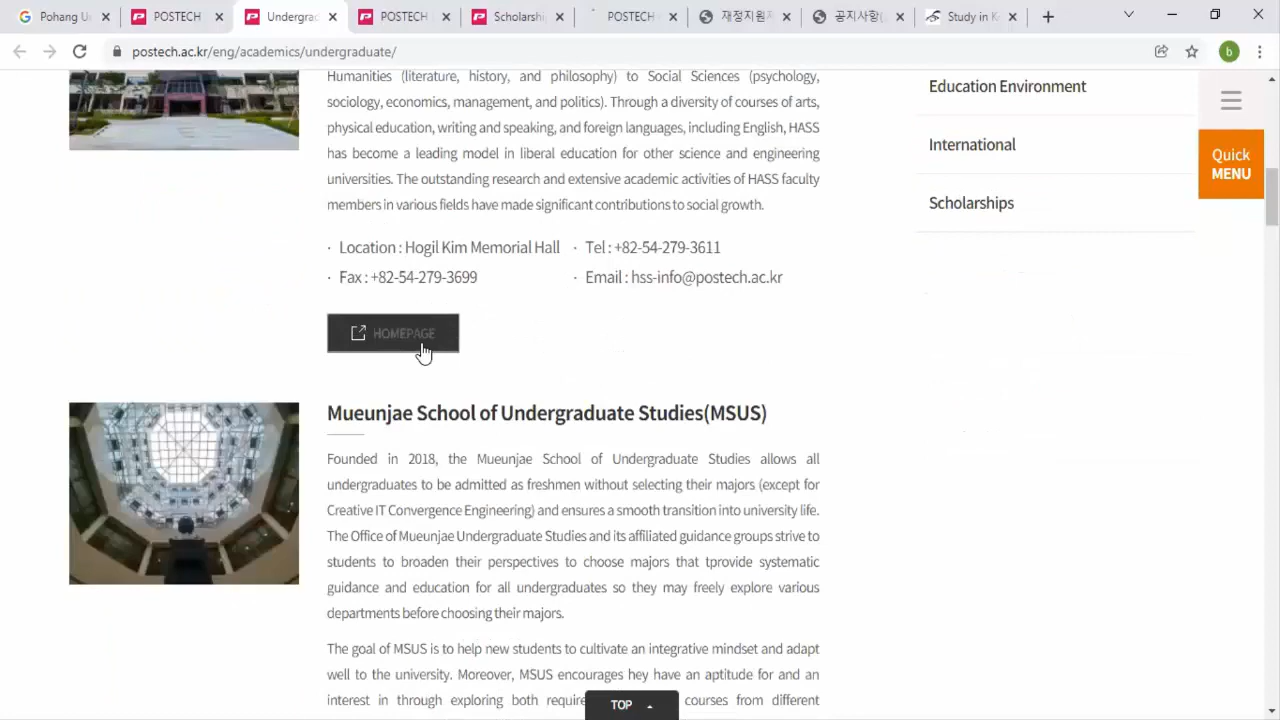 Pohang U
POSTECH
Undergra
POSTECH
Scholarshi
POSTECH
재정지원지
공지사항(
Study in K
postech.ac.kr/eng/academics/undergraduate/
b
Humanities (literature, history, and philosophy) to Social Sciences (psychology,
sociology, economics, management, and politics). Through a diversity of courses of arts,
physical education, writing and speaking, and foreign languages, including English, HASS
has become a leading model in liberal education for other science and engineering
universities. The outstanding research and extensive academic activities of HASS faculty
members in various fields have made significant contributions to social growth.
· Location : Hogil Kim Memorial Hall · Tel : +82-54-279-3611
· Fax : +82-54-279-3699 · Email : hss-info@postech.ac.kr
HOMEPAGE
Education Environment
International
Scholarships
Quick
MENU
Mueunjae School of Undergraduate Studies(MSUS)
Founded in 2018, the Mueunjae School of Undergraduate Studies allows all
undergraduates to be admitted as freshmen without selecting their majors (except for
Creative IT Convergence Engineering) and ensures a smooth transition into university life.
The Office of Mueunjae Undergraduate Studies and its affiliated guidance groups strive to
students to broaden their perspectives to choose majors that tprovide systematic
guidance and education for all undergraduates so they may freely explore various
departments before choosing their majors.
The goal of MSUS is to help new students to cultivate an integrative mindset and adapt
well to the university. Moreover, MSUS encourages hey have an aptitude for and an
interest in through exploring both require courses from different
TOP